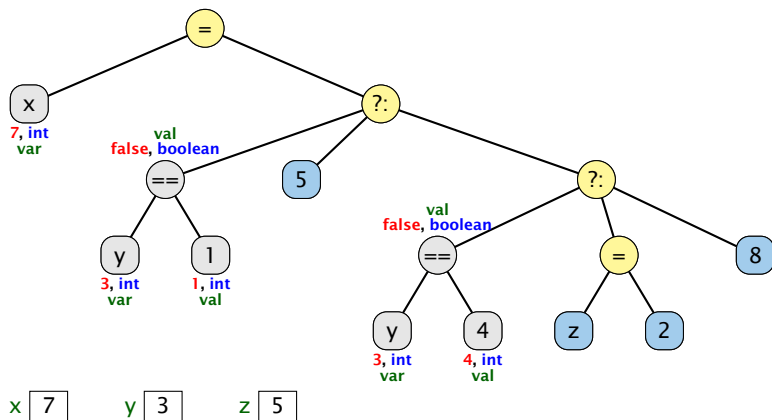 =
x
7, int
var
?:
val
false, boolean
==
5
?:
y
3, int
var
1
1, int
val
val
false, boolean
==
=
8
y
3, int
var
4
4, int
val
z
2
x 7 y 3 z 5